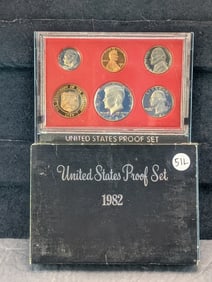 UNITED STATES PROOF SET
United States Proof Set
1982
51L